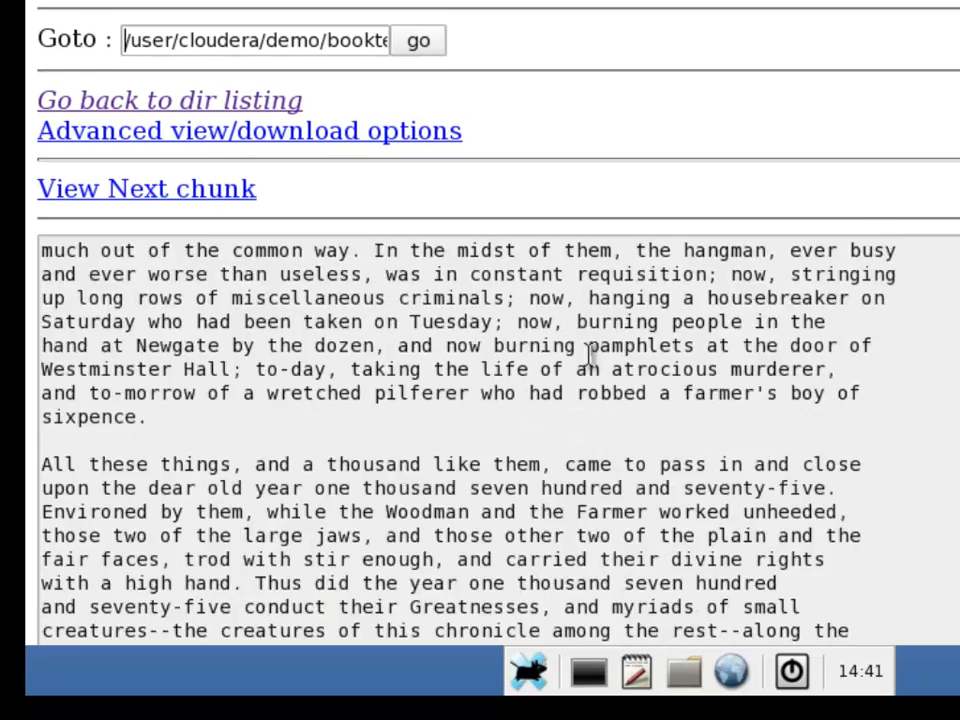 Goto : /user/cloudera/demo/bookte go
Go back to dir listing
Advanced view/download options
View Next chunk
much out of the common way. In the midst of them, the hangman, ever busy
and ever worse than useless, was in constant requisition; now, stringing
up long rows of miscellaneous criminals; now, hanging a housebreaker on
Saturday who had been taken on Tuesday; now, burning people in the
hand at Newgate by the dozen, and now burning pamphlets at the door of
Westminster Hall; to-day, taking the life of an atrocious murderer,
and to-morrow of a wretched pilferer who had robbed a farmer's boy of
sixpence.
All these things, and a thousand like them, came to pass in and close
upon the dear old year one thousand seven hundred and seventy-five.
Environed by them, while the Woodman and the Farmer worked unheeded,
those two of the large jaws, and those other two of the plain and the
fair faces, trod with stir enough, and carried their divine rights
with a high hand. Thus did the year one thousand seven hundred
and seventy-five conduct their Greatnesses, and myriads of small
creatures--the creatures of this chronicle among the rest--along the
14:41